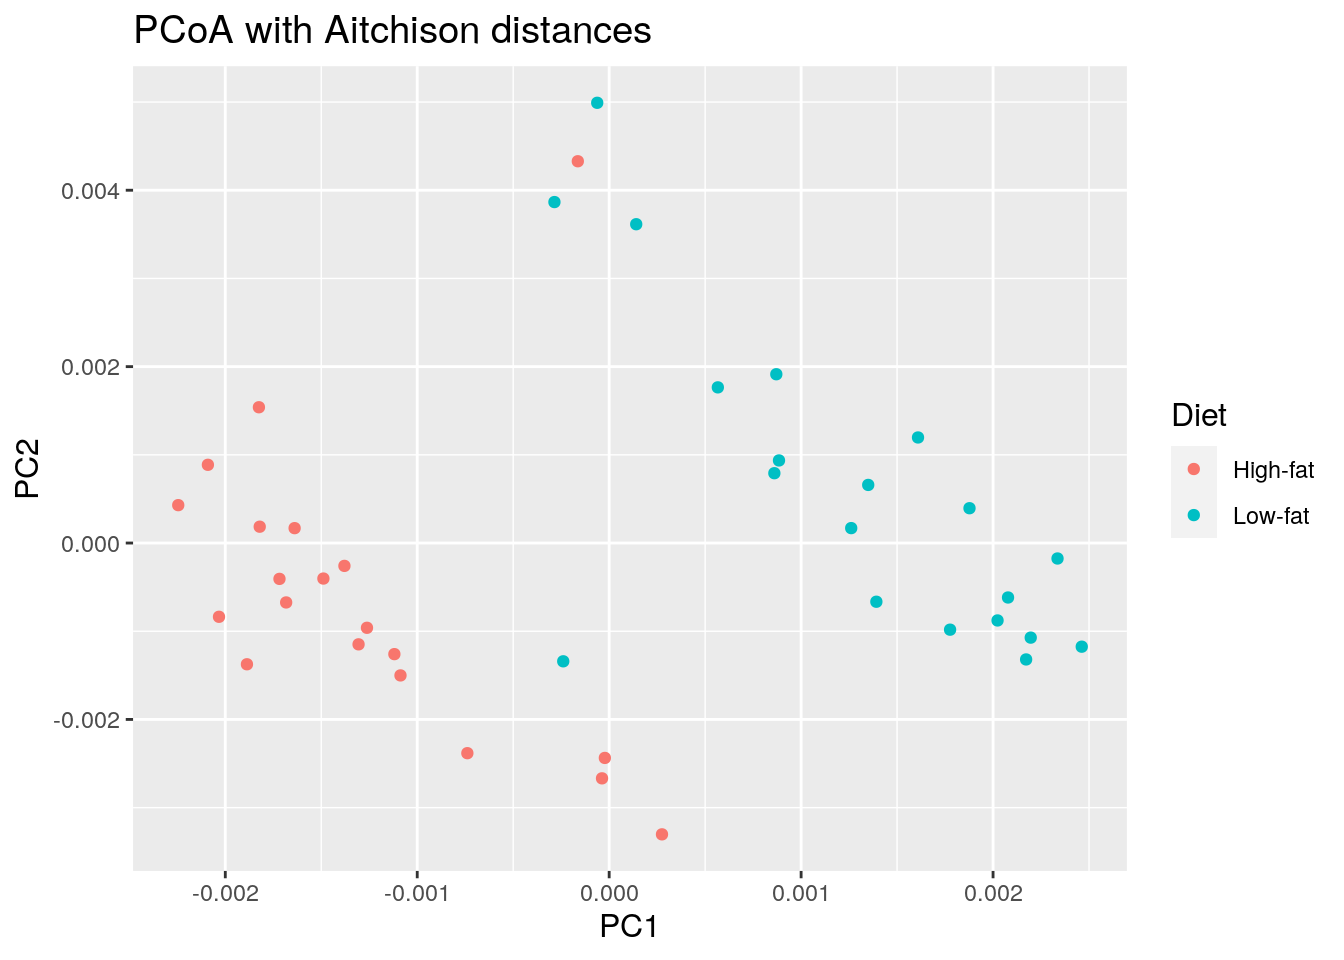 PCoA with Aitchison distances
0.004
0.002
0.000
-0.002
PC2
-0.002
-0.001
0.000
0.001
0.002
PC1
Diet
High-fat
Low-fat